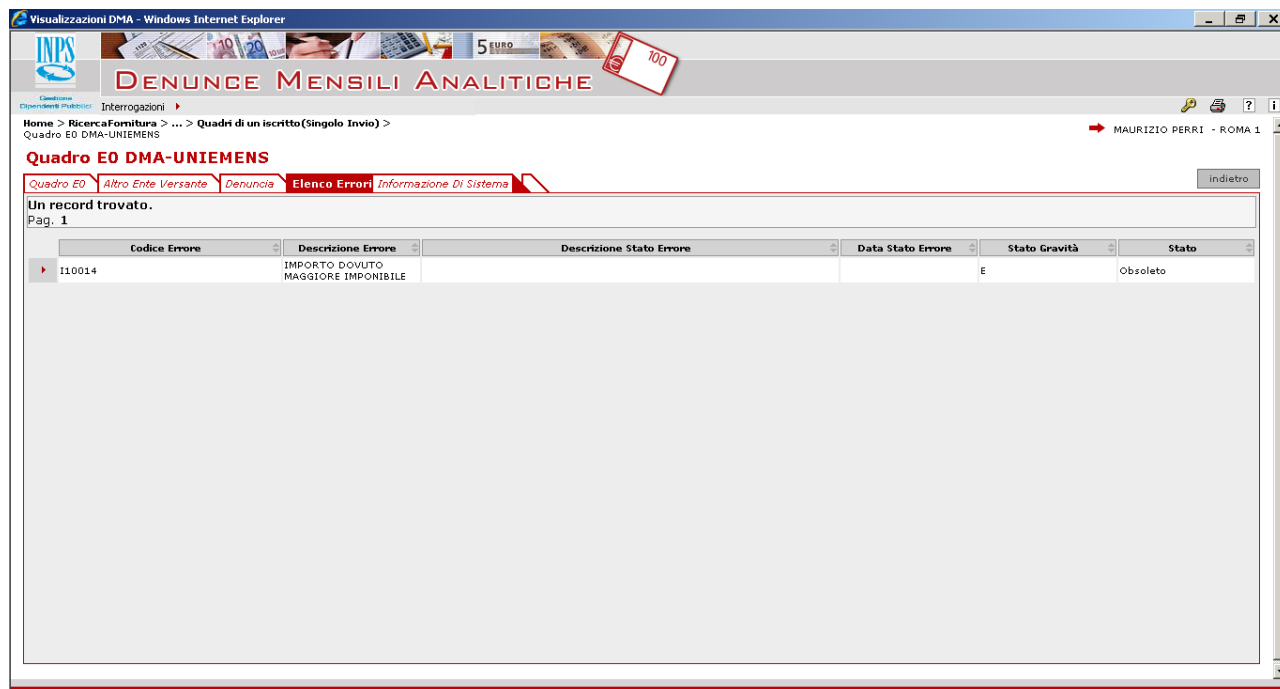 Visualizzazioni DMA - Windows Internet Explorer
INPS
Gestione
Dipendenti Pubblici
10
20
5 EURO
100
DENUNCE MENSILI ANALITICHE
Interrogazioni
Home > RicercaFornitura > ... > Quadri di un iscritto(Singolo Invio) >
Quadro E0 DMA-UNIEMENS
MAURIZIO PERRI - ROMA 1
Quadro E0 DMA-UNIEMENS
Quadro E0 Altro Ente Versante Denuncia Elenco Errori Informazione Di Sistema
indietro
Un record trovato.
Pag. 1
Codice Errore Descrizione Errore Descrizione Stato Errore Data Stato Errore Stato Gravità Stato
I10014 IMPORTO DOVUTO E Obsoleto
MAGGIORE IMPONIBILE